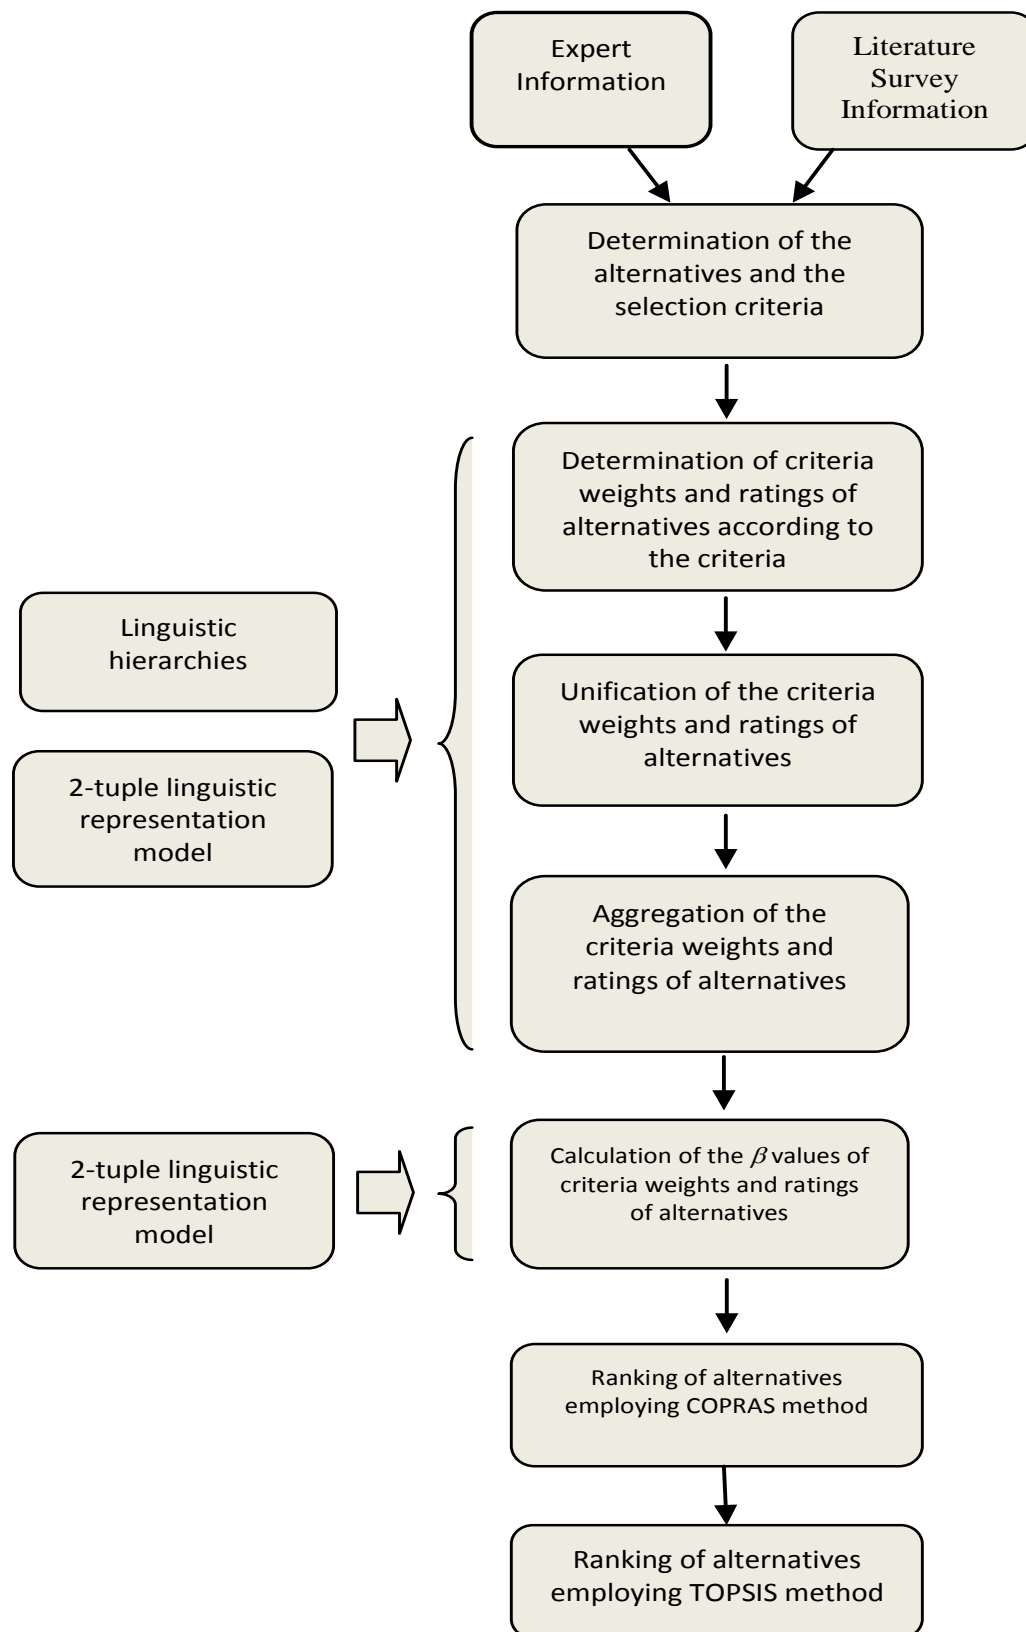 Expert
Information
Literature
Survey
Information
Determination of the
alternatives and the
selection criteria
Determination of criteria
weights and ratings of
alternatives according to
the criteria
Linguistic
hierarchies
Unification of the criteria
weights and ratings of
alternatives
2-tuple linguistic
representation
model
Aggregation of the
criteria weights and
ratings of alternatives
2-tuple linguistic
representation
model
Calculation of the β values of
criteria weights and ratings
of alternatives
Ranking of alternatives
employing COPRAS method
Ranking of alternatives
employing TOPSIS method